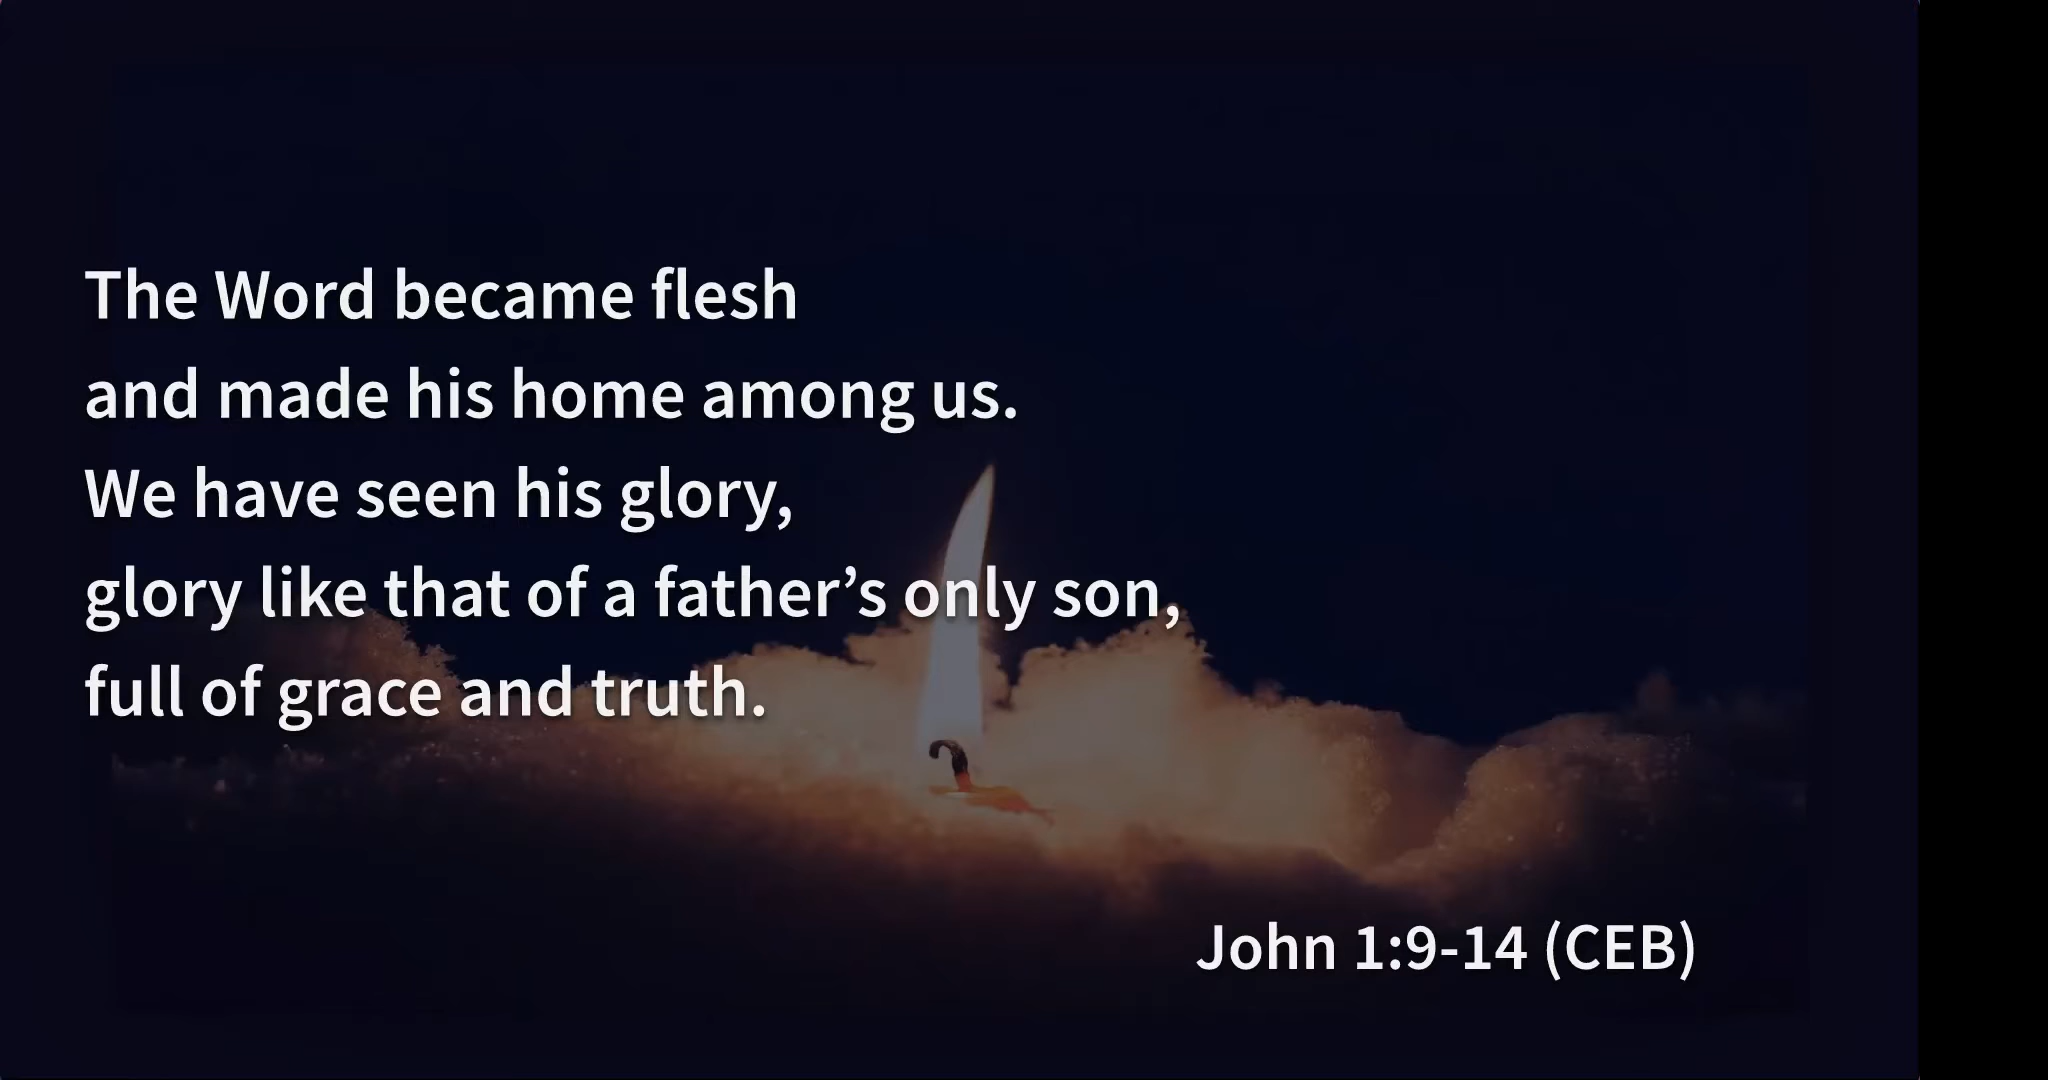 The Word became flesh
and made his home among us.
We have seen his glory,
glory like that of a father’s only son,
full of grace and truth.
John 1:9-14 (CEB)